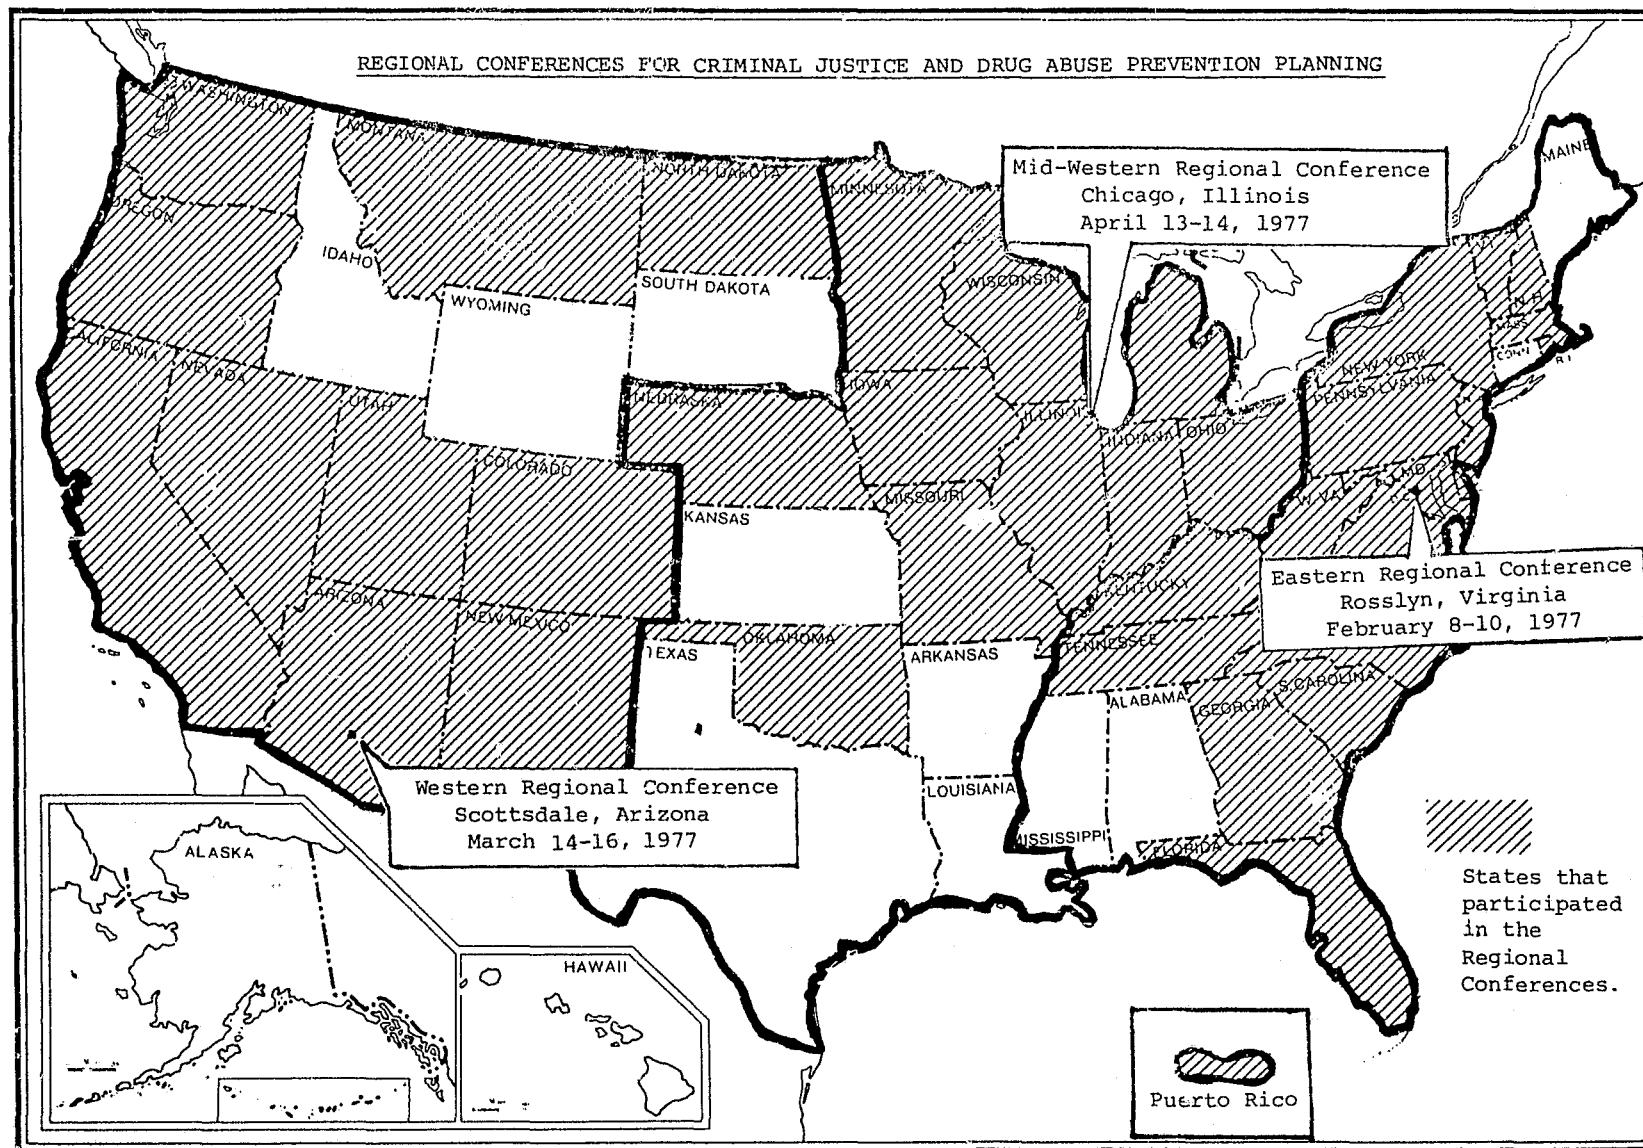 REGIONAL CONFERENCES FOR CRIMINAL JUSTICE AND DRUG ABUSE PREVENTION PLANNING
WASHINGTON
MONTANA
NORTH DAKOTA
MINNESOTA
Mid-Western Regional Conference
Chicago, Illinois
April 13-14, 1977
MAINE
OREGON
IDAHO
WYOMING
SOUTH DAKOTA
WISCONSIN
N.H.
MASS
CONN
R.I.
CALIFORNIA
NEVADA
UTAH
NEBRASKA
IOWA
ILLINOI
INDIANA
OHIO
NEW YORK
PENNSYLVANIA
COLORADO
KANSAS
MISSOURI
KENTUCKY
W.VA.
MD.
D.C.
Eastern Regional Conference
Rosslyn, Virginia
February 8-10, 1977
ARIZONA
NEW MEXICO
TEXAS
OKLAHOMA
ARKANSAS
TENNESSEE
ALABAMA
GEORGIA
S.CAROLINA
Western Regional Conference
Scottsdale, Arizona
March 14-16, 1977
LOUISIANA
MISSISSIPPI
FLORIDA
States that
participated
in the
Regional
Conferences.
ALASKA
HAWAII
Puerto Rico